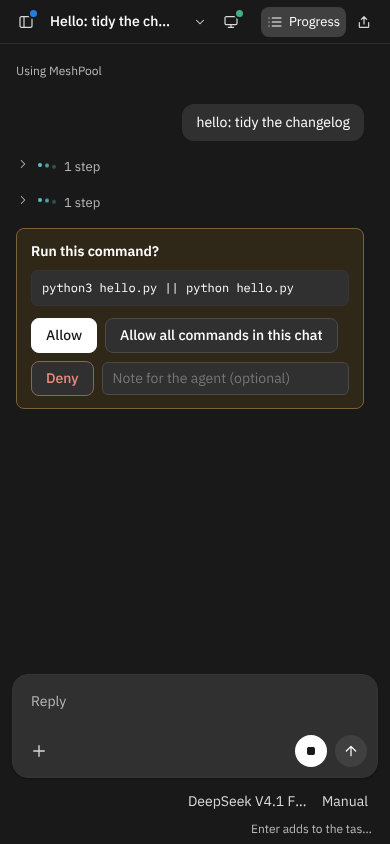 Hello: tidy the ch...
Progress
Using MeshPool
hello: tidy the changelog
1 step
1 step
Run this command?
python3 hello.py || python hello.py
Allow
Allow all commands in this chat
Deny
Note for the agent (optional)
Reply
DeepSeek V4.1 F...
Manual
Enter adds to the tas...